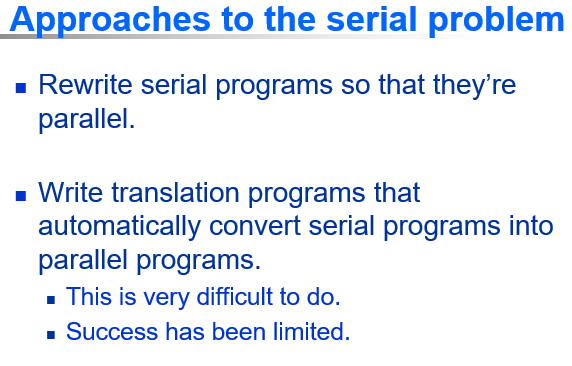 Approaches to the serial problem
Rewrite serial programs so that they’re
parallel.
Write translation programs that
automatically convert serial programs into
parallel programs.
This is very difficult to do.
Success has been limited.